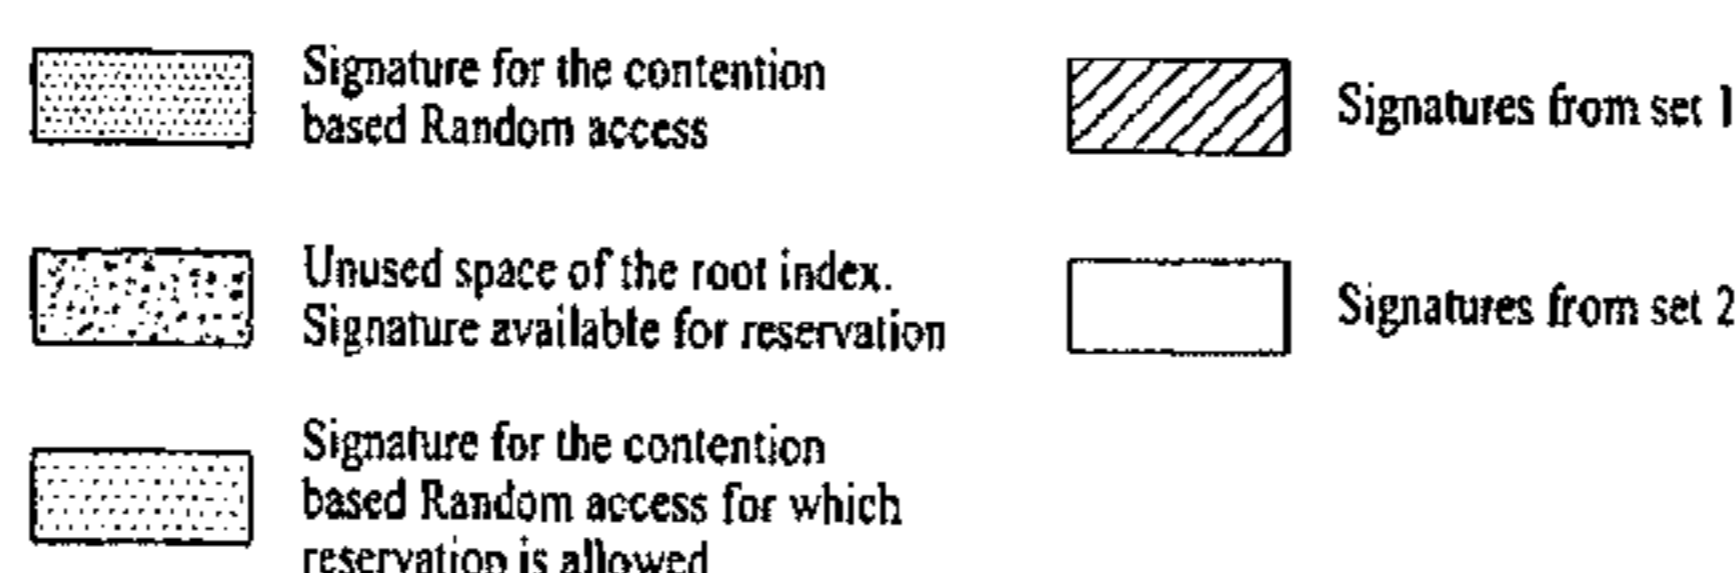 Signature for the contention
based Random access
Signatures from set 1
Unused space of the root index.
Signature available for reservation
Signatures from set 2
Signature for the contention
based Random access for which
reservation is allowed